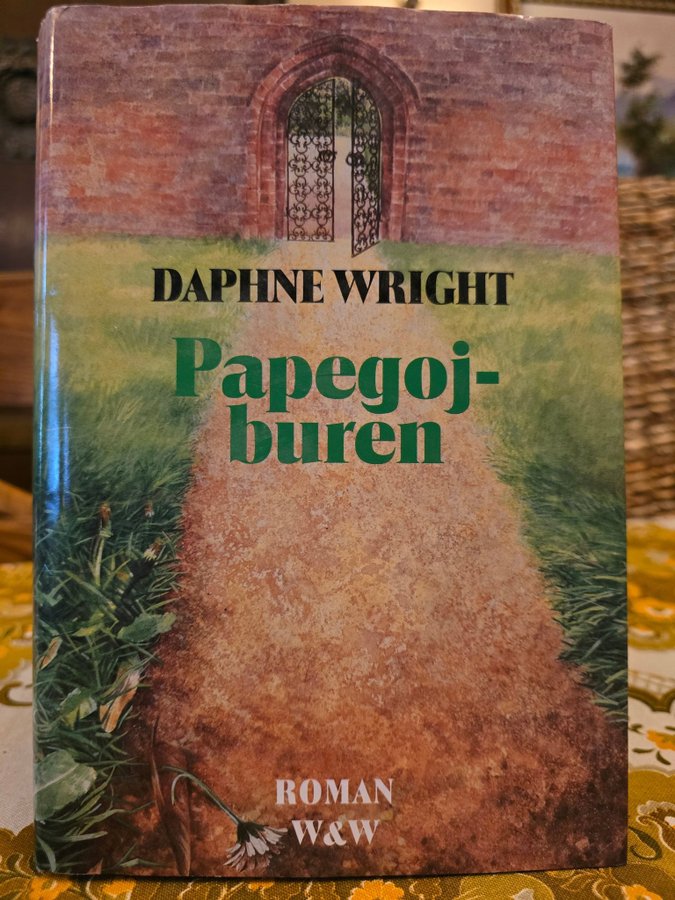 DAPHNE WRIGHT
Papegoj-
buren
ROMAN
W&W